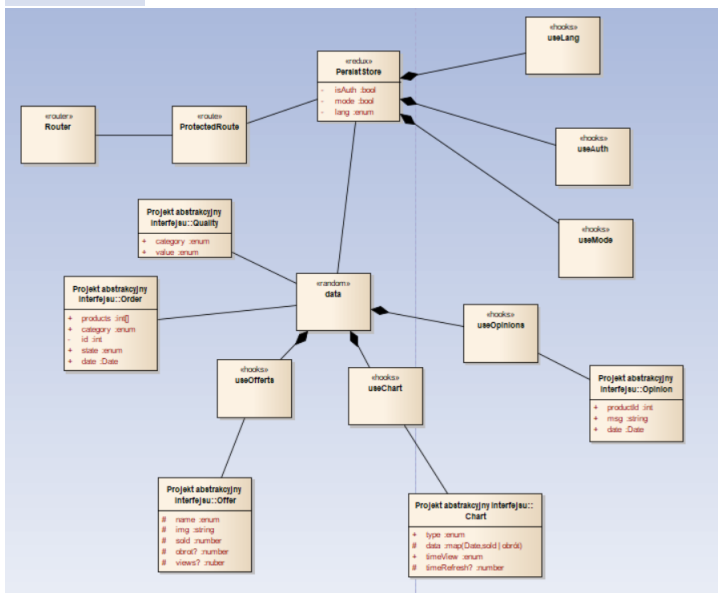 «hooks»
useLang
«redux»
PersistStore
- isAuth :bool
- mode :bool
- lang :enum
«router»
Router
«route»
ProtectedRoute
«hooks»
useAuth
«hooks»
useMode
Projekt abstrakcyjny
interfejsu::Quality
+ category :enum
+ value :enum
«random»
data
Projekt abstrakcyjny
interfejsu::Order
+ products :int[]
+ category :enum
- id :int
+ state :enum
+ date :Date
«hooks»
useOpinions
«hooks»
useOfferts
«hooks»
useChart
Projekt abstrakcyjny
interfejsu::Opinion
+ productId :int
+ msg :string
+ date :Date
Projekt abstrakcyjny
interfejsu::Offer
# name :enum
# img :string
# sold :number
# obrot? :number
# views? :nuber
Projekt abstrakcyjny interfejsu::
Chart
+ type :enum
# data :map(Date,sold | obrót)
+ timeView :enum
# timeRefresh? :number